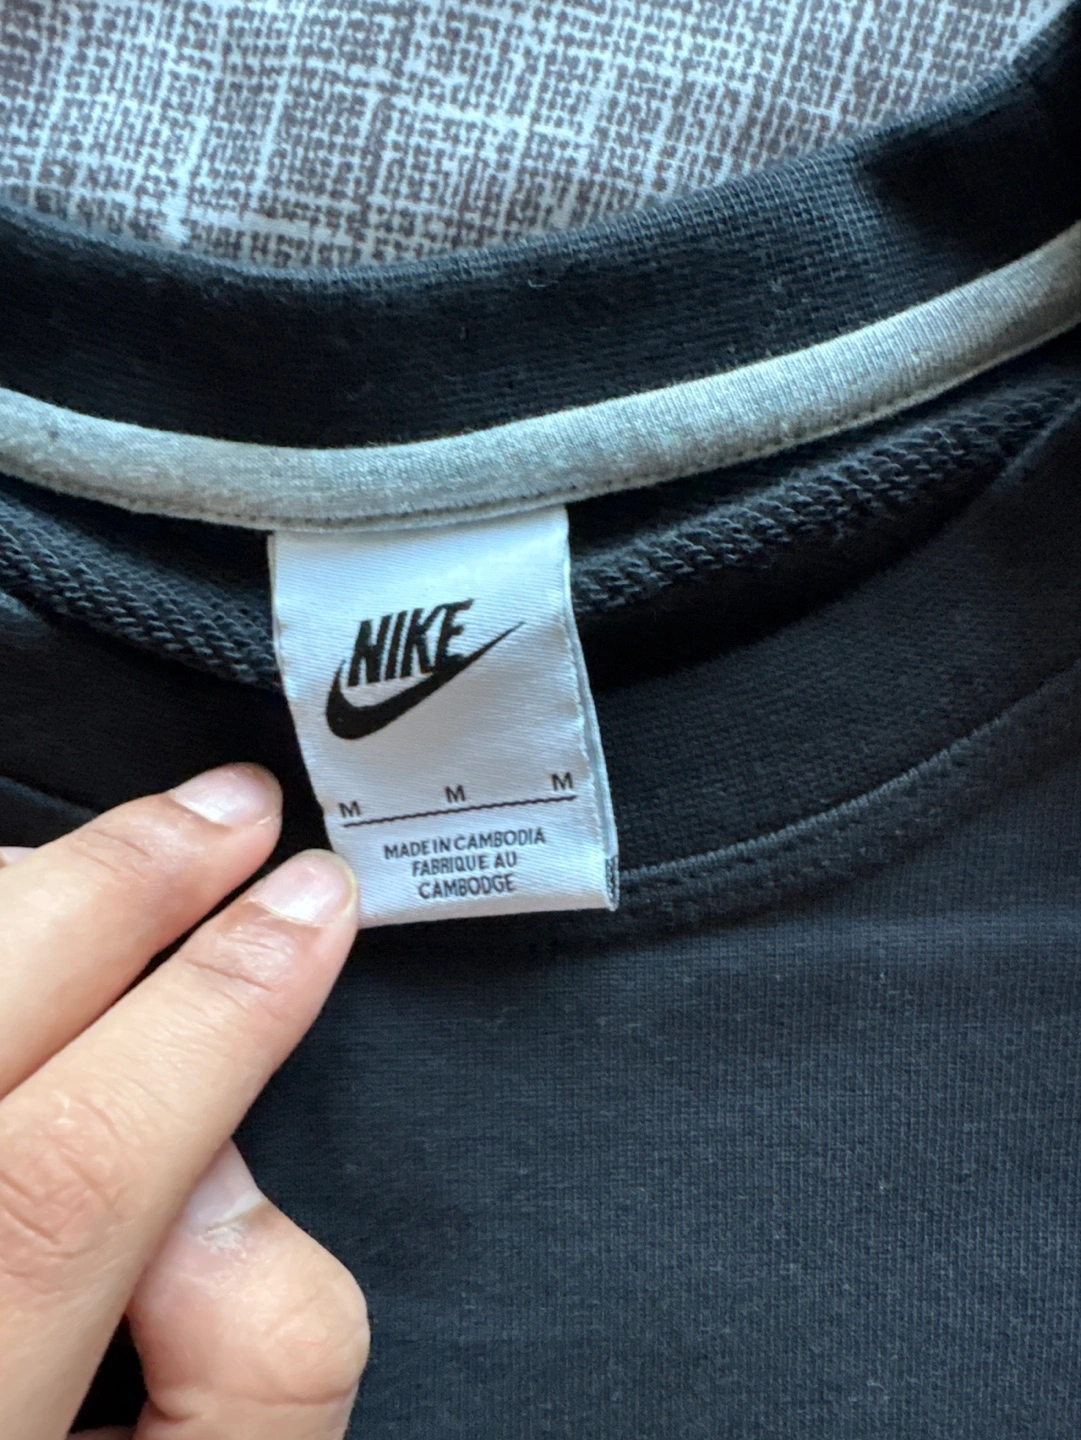 NIKE
M M M
MADE IN CAMBODIA
FABRIQUE AU
CAMBODGE